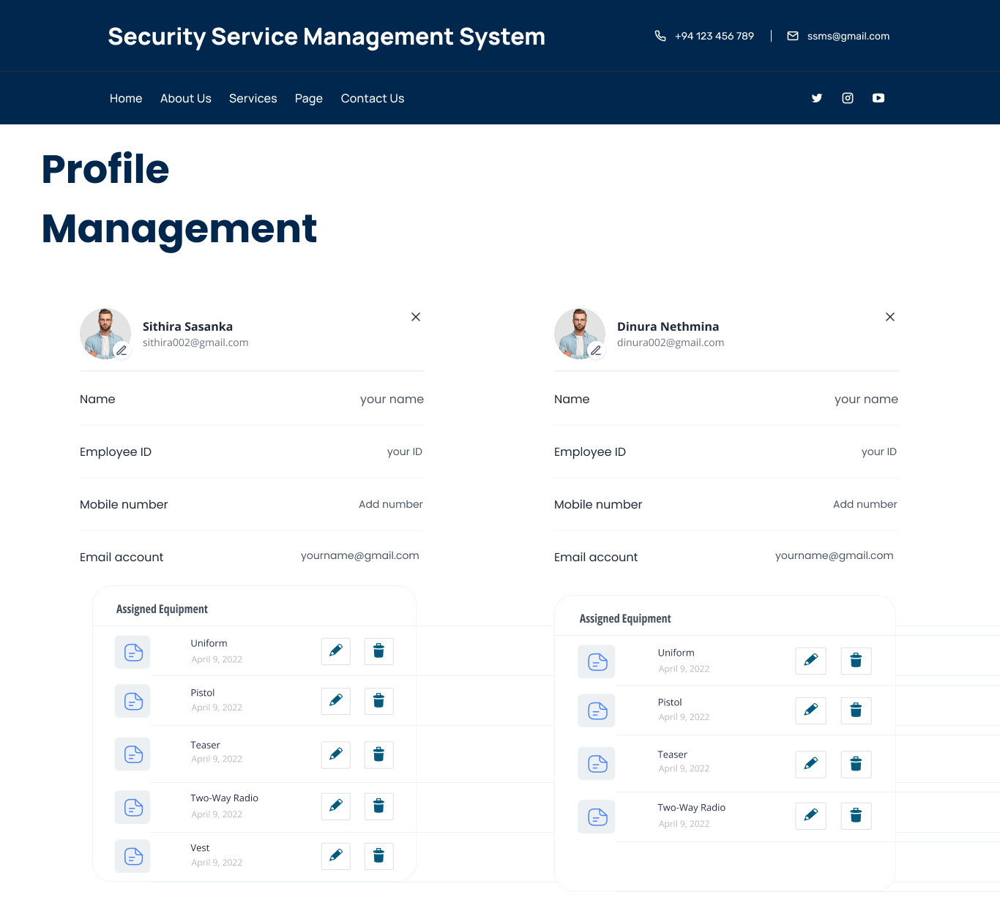 Security Service Management System
+94 123 456 789
ssms@gmail.com
Home About Us Services Page Contact Us
Profile
Management
Sithira Sasanka
sithira002@gmail.com
Name your name
Employee ID your ID
Mobile number Add number
Email account yourname@gmail.com
Assigned Equipment
Uniform
April 9, 2022
Pistol
April 9, 2022
Teaser
April 9, 2022
Two-Way Radio
April 9, 2022
Vest
April 9, 2022
Dinura Nethmina
dinura002@gmail.com
Name your name
Employee ID your ID
Mobile number Add number
Email account yourname@gmail.com
Assigned Equipment
Uniform
April 9, 2022
Pistol
April 9, 2022
Teaser
April 9, 2022
Two-Way Radio
April 9, 2022